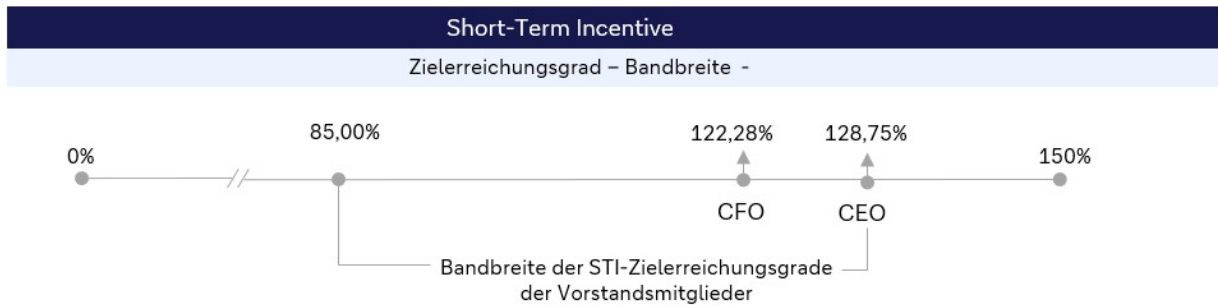 Short-Term Incentive
Zielerreichungsgrad – Bandbreite -
85,00%
122,28%
128,75%
0%
150%
CFO
CEO
Bandbreite der STI-Zielerreichungsgrade
der Vorstandsmitglieder